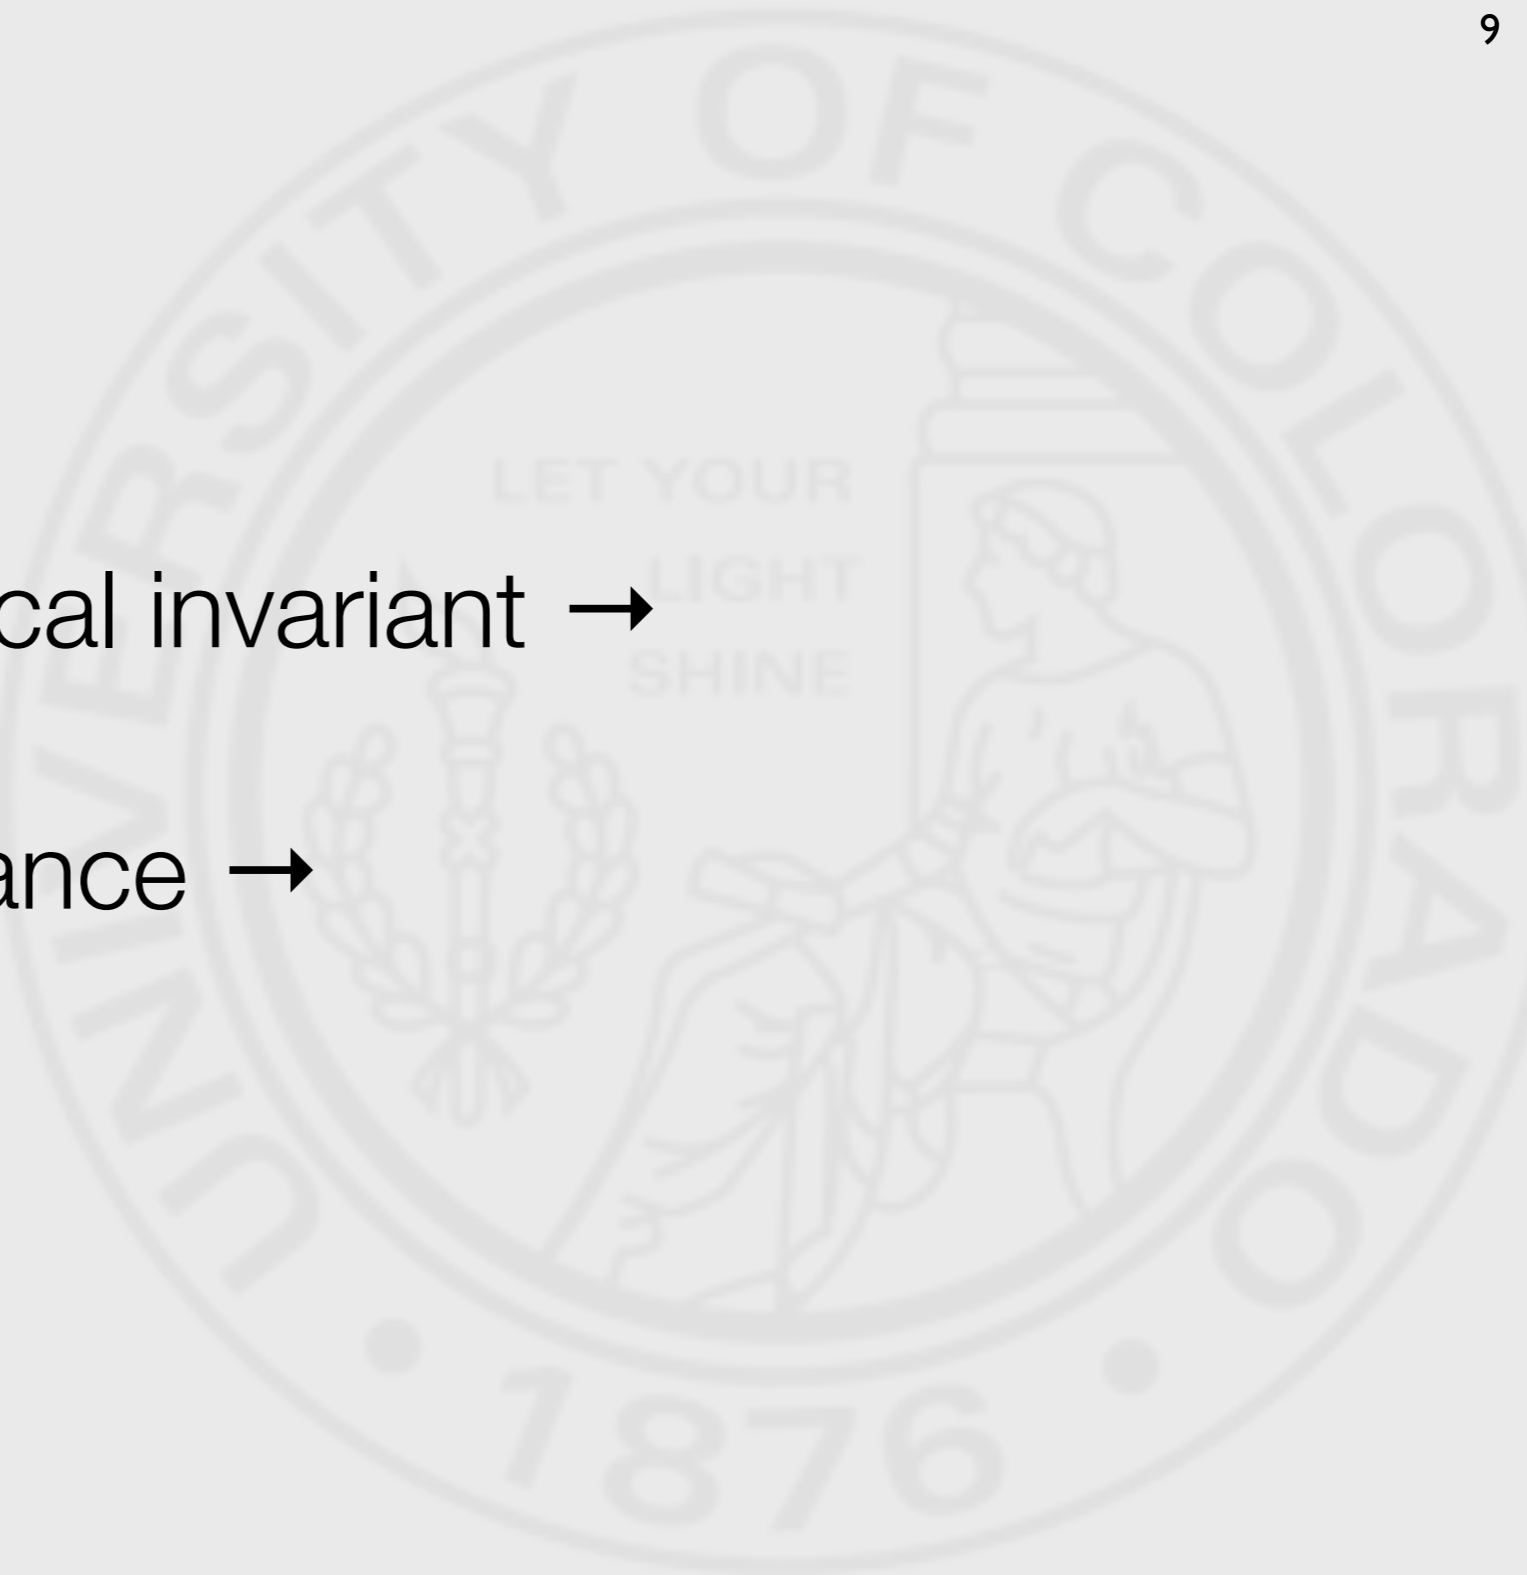 9
UNIVERSITY OF COLORADO
LET YOUR
LIGHT
SHINE
cal invariant →
ance →
1876